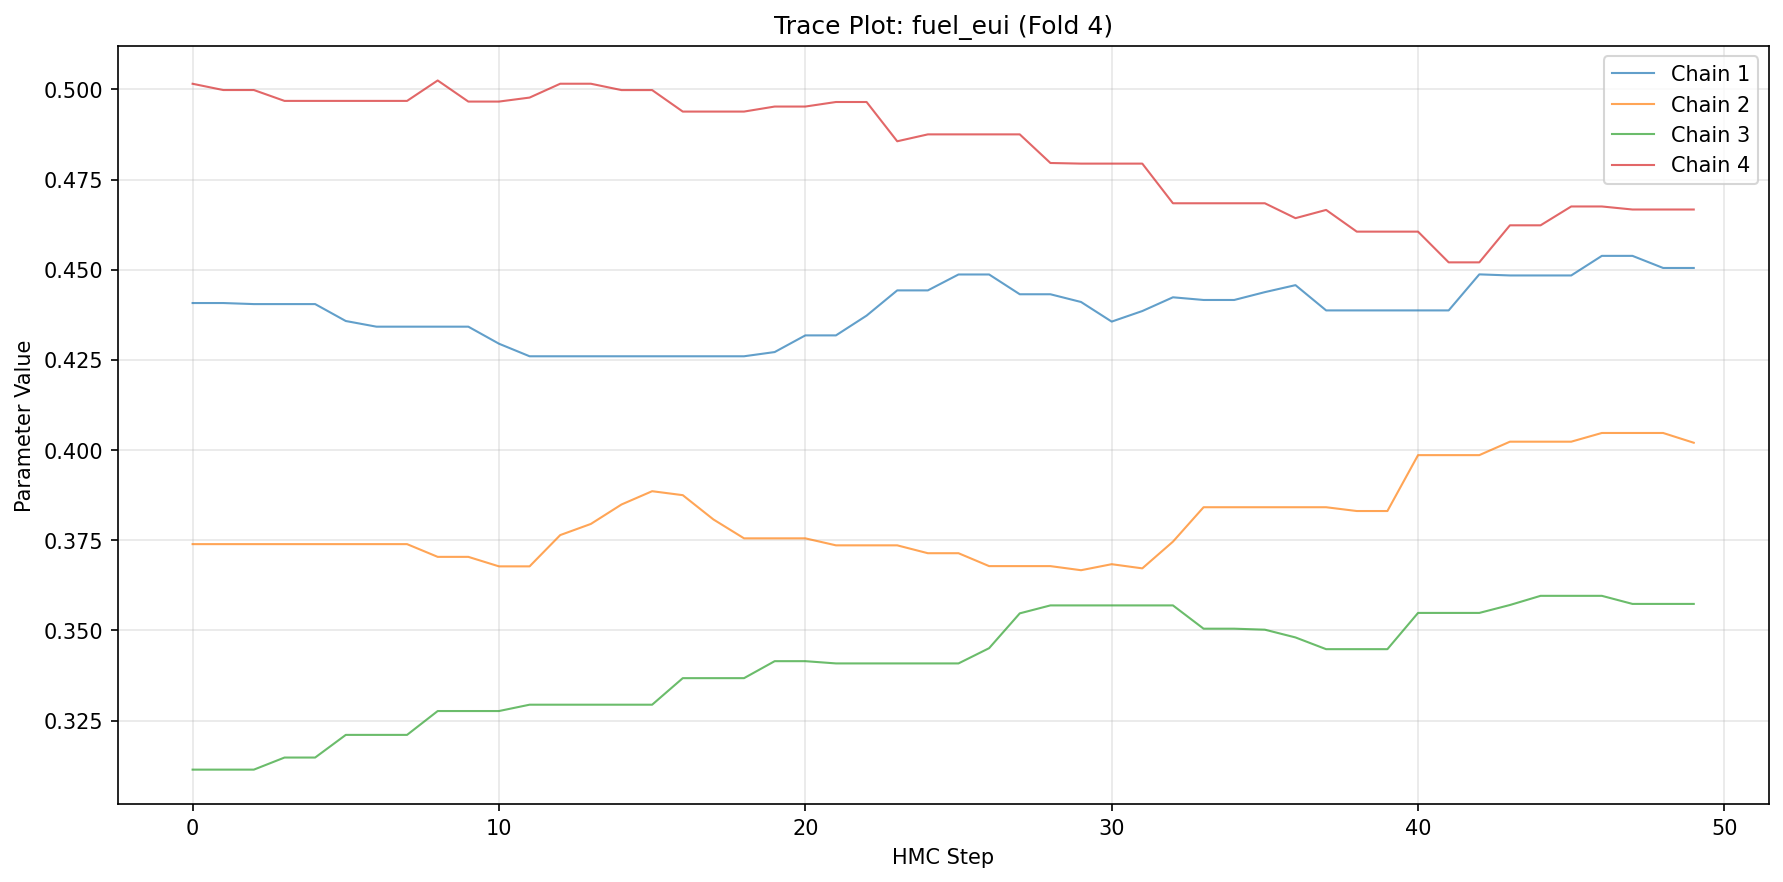 Trace Plot: fuel_eui (Fold 4)
Chain 1
Chain 2
Chain 3
Chain 4
Parameter Value
0.500
0.475
0.450
0.425
0.400
0.375
0.350
0.325
0 10 20 30 40 50
HMC Step